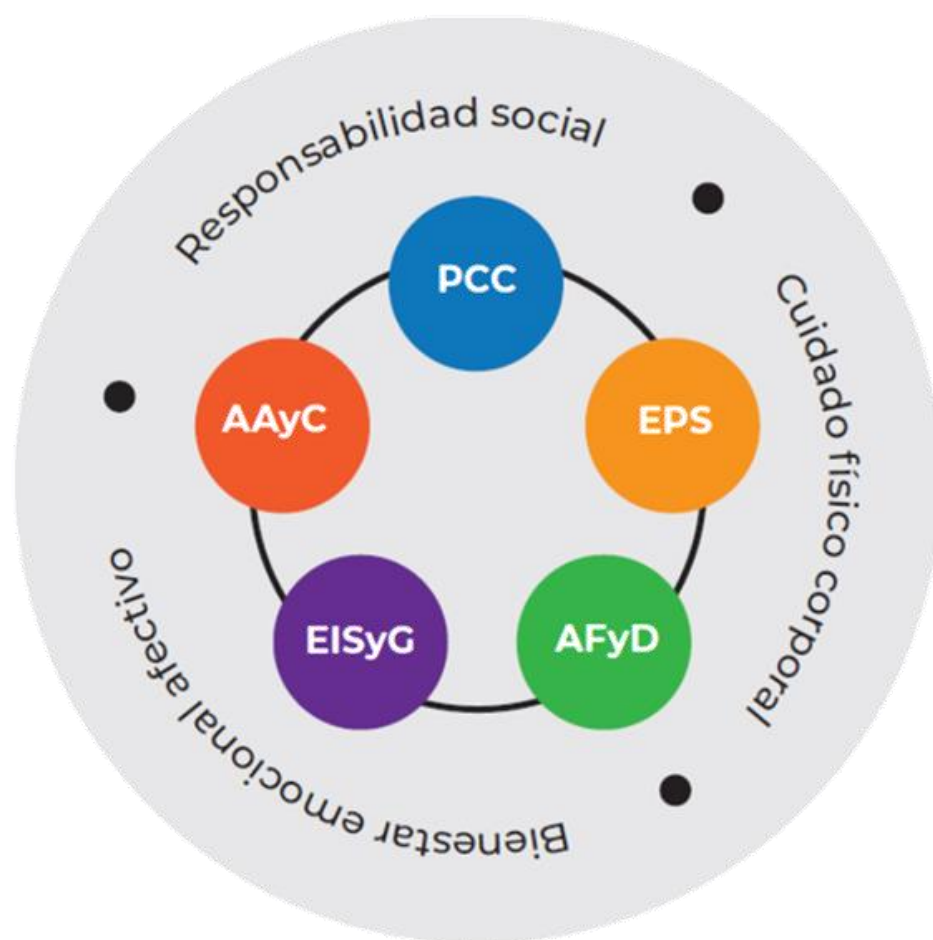 Responsabilidad social
Cuidado físico corporal
Bienestar emocional afectivo
PCC
EPS
AFyD
EISyG
AAyC